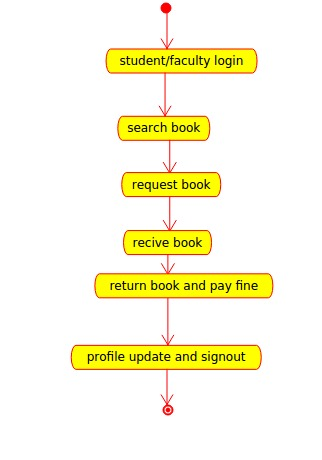 student/faculty login
search book
request book
recive book
return book and pay fine
profile update and signout